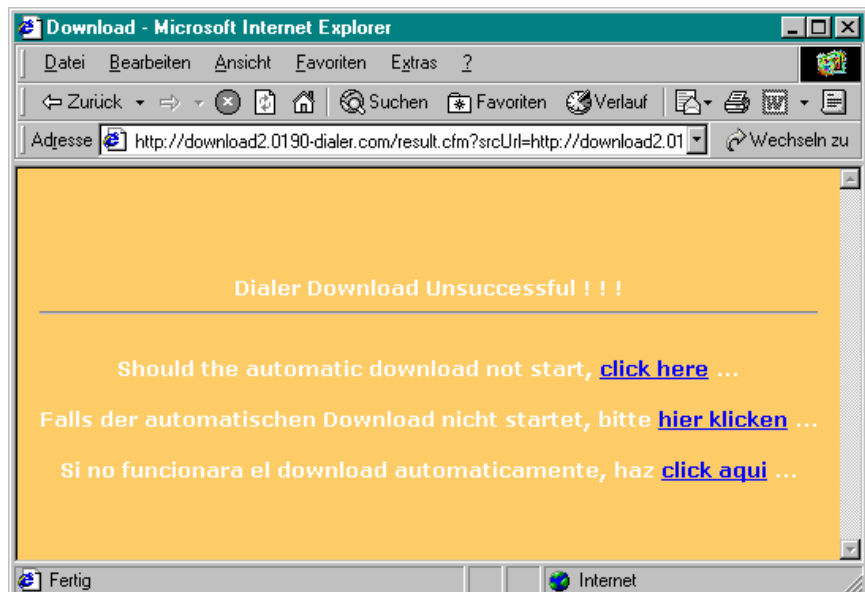 Download - Microsoft Internet Explorer
Datei Bearbeiten Ansicht Favoriten Extras ?
Zurück Suchen Favoriten Verlauf
Adresse http://download2.0190-dialer.com/result.cfm?srcUrl=http://download2.01 Wechseln zu
Dialer Download Unsuccessful ! ! !
Should the automatic download not start, click here ...
Falls der automatischen Download nicht startet, bitte hier klicken ...
Si no funcionara el download automaticamente, haz click aqui ...
Fertig Internet